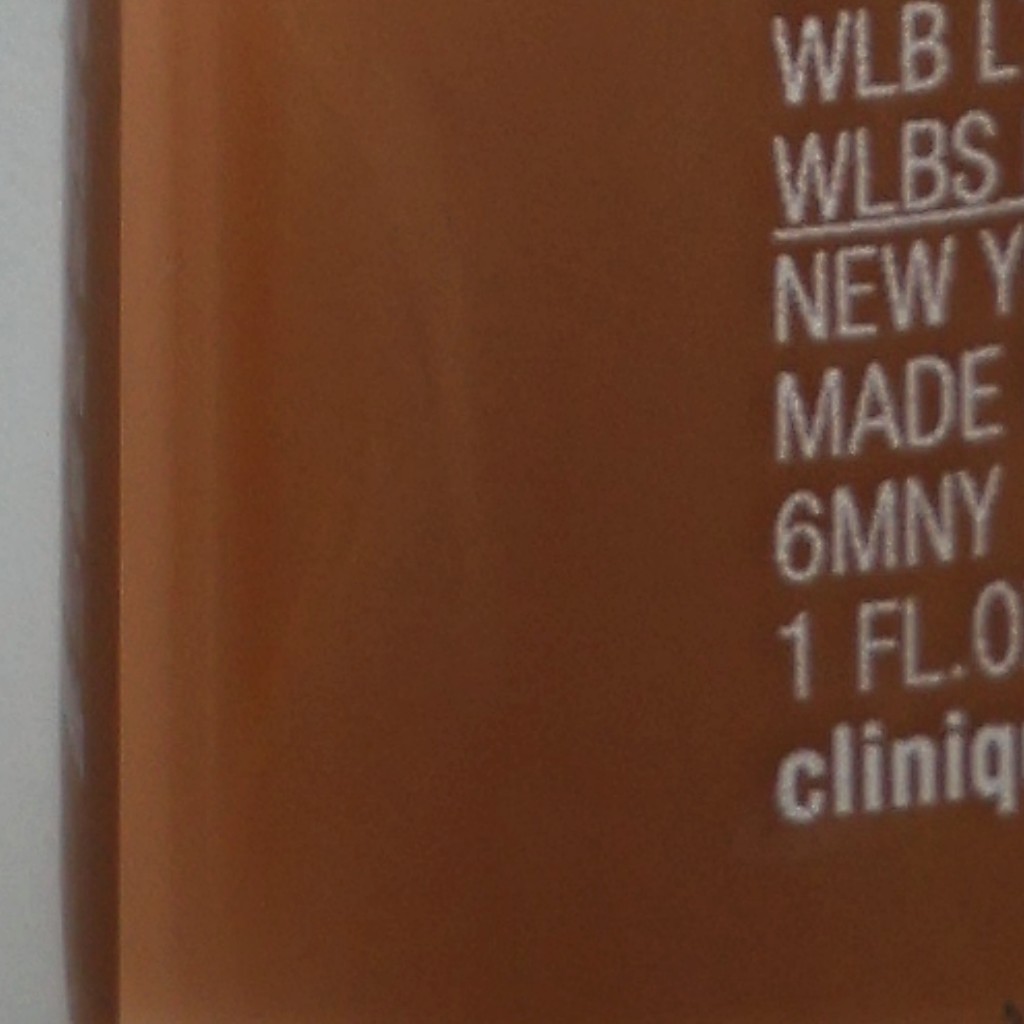 WLB L
WLBS
NEW Y
MADE
6MNY
1 FL.O
cliniq